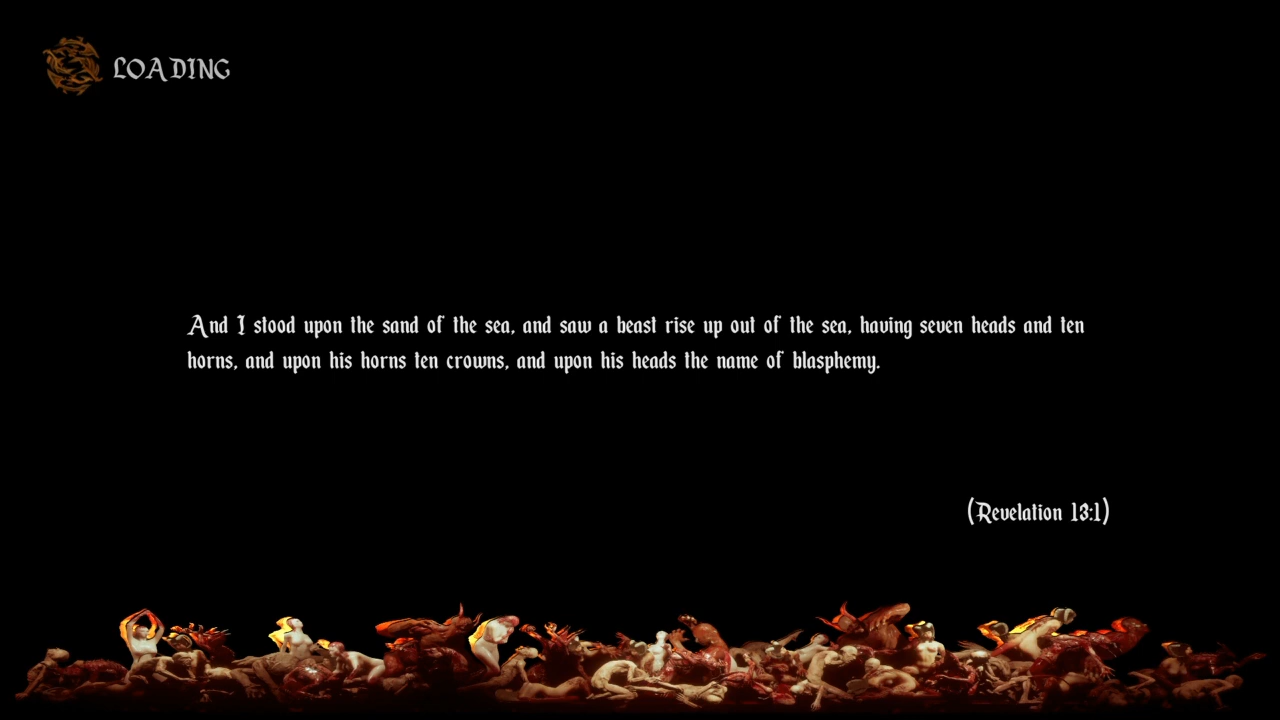 LOADING
And I stood upon the sand of the sea, and saw a beast rise up out of the sea, having seven heads and ten
horns, and upon his horns ten crowns, and upon his heads the name of blasphemy.
(Revelation 13:1)